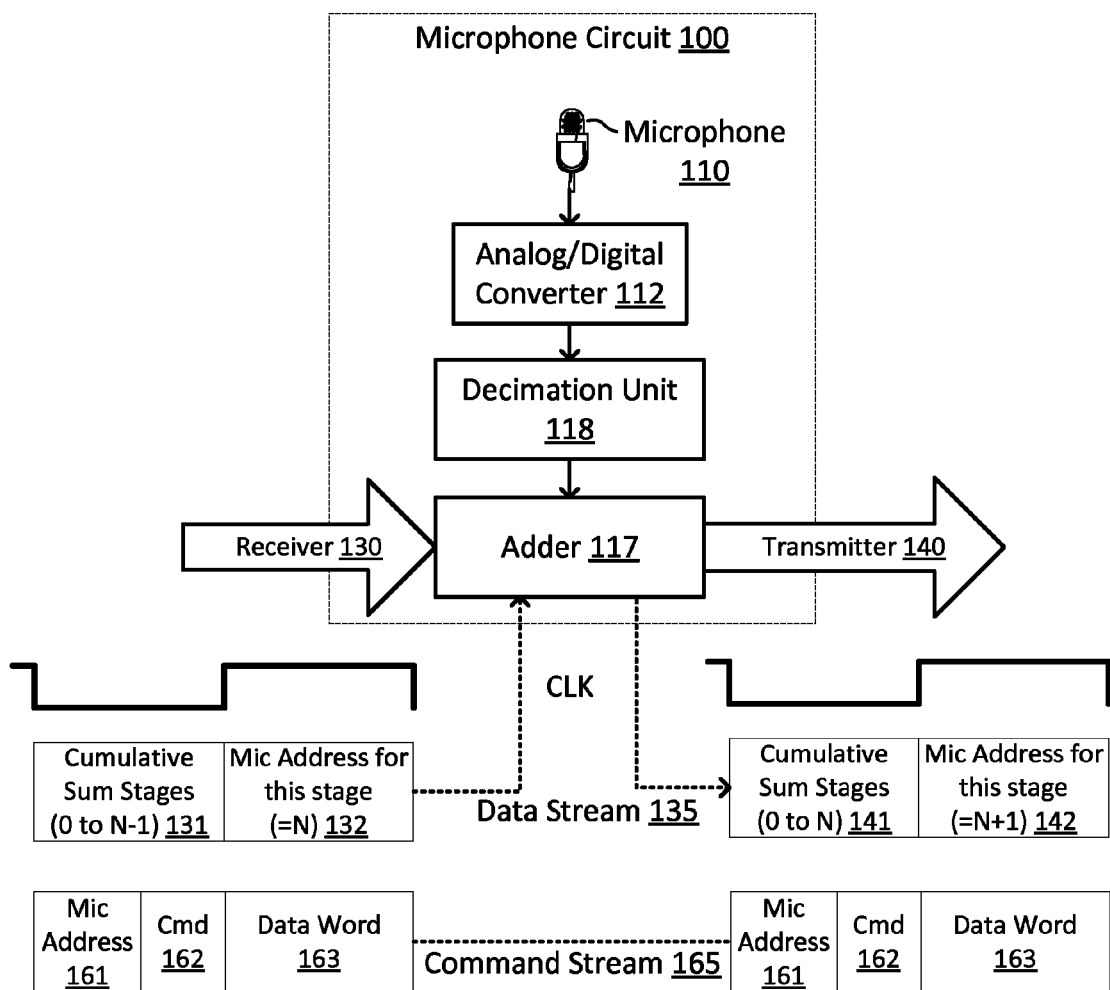 Microphone Circuit 100
Microphone
110
Analog/Digital
Converter 112
Decimation Unit
118
Receiver 130
Adder 117
Transmitter 140
CLK
Cumulative
Sum Stages
(0 to N-1) 131
Mic Address for
this stage
(=N) 132
Data Stream 135
Cumulative
Sum Stages
(0 to N) 141
Mic Address for
this stage
(=N+1) 142
Mic
Address
161
Cmd
162
Data Word
163
Command Stream 165
Mic
Address
161
Cmd
162
Data Word
163